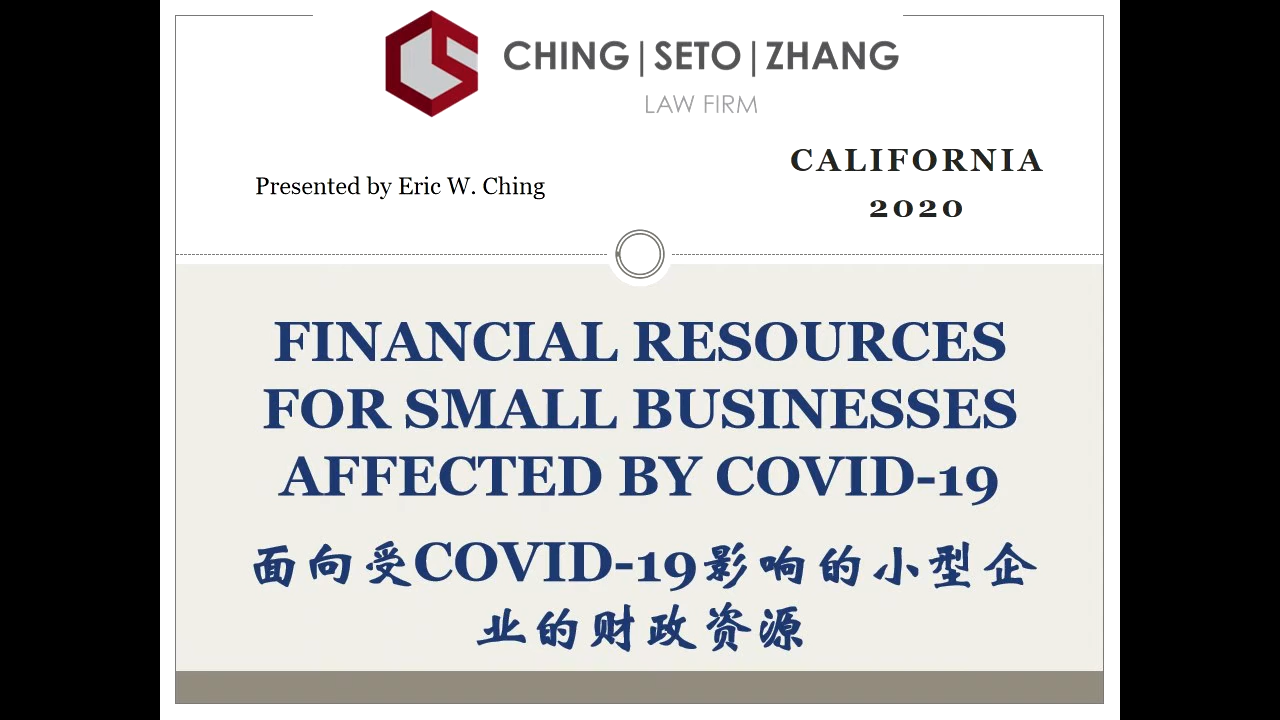 CHING|SETO|ZHANG
LAW FIRM
Presented by Eric W. Ching
CALIFORNIA
2020
FINANCIAL RESOURCES
FOR SMALL BUSINESSES
AFFECTED BY COVID-19
面向受COVID-19影响的小型企
业的财政资源